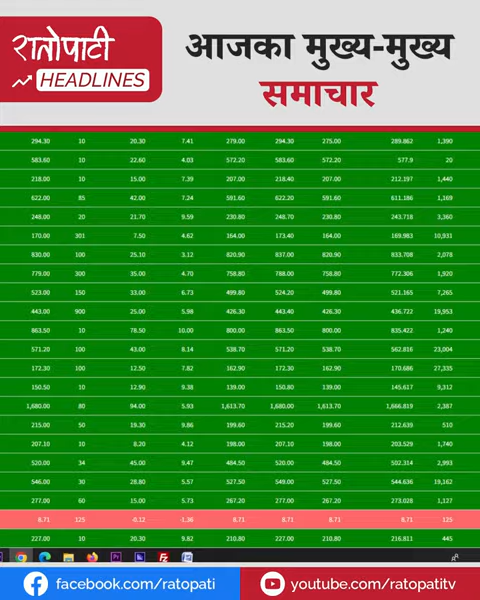 रातोपाटी
HEADLINES
आजका मुख्य-मुख्य
समाचार
294.30 10 20.30 7.41 279.00 294.30 275.00 289.862 1,390
583.60 10 22.60 4.03 572.20 583.60 572.20 577.9 20
218.00 10 15.00 7.39 207.00 218.40 207.00 212.197 1,440
622.00 85 42.00 7.24 591.60 622.20 591.60 611.186 1,169
248.00 20 21.70 9.59 230.80 248.70 230.80 243.718 3,360
170.00 301 7.50 4.62 164.00 173.40 164.00 169.983 10,931
830.00 100 25.10 3.12 820.90 837.00 820.90 833.708 2,078
779.00 300 35.00 4.70 758.80 788.00 758.80 772.306 1,920
523.00 150 33.00 6.73 499.80 524.20 499.80 521.165 7,265
443.00 900 25.00 5.98 426.30 443.40 426.30 436.722 19,953
863.50 10 78.50 10.00 800.00 863.50 800.00 835.422 1,240
571.20 100 43.00 8.14 538.70 571.20 538.70 562.816 23,004
172.30 100 12.50 7.82 162.90 172.30 162.90 170.686 27,335
150.50 10 12.90 9.38 139.00 150.80 139.00 145.617 9,312
1,680.00 80 94.00 5.93 1,613.70 1,680.00 1,613.70 1,666.819 2,387
215.00 50 19.30 9.86 199.60 215.20 199.60 212.639 510
207.10 10 8.20 4.12 198.00 207.10 198.00 203.529 1,740
520.00 34 45.00 9.47 484.50 520.00 484.50 502.314 2,993
546.00 30 28.80 5.57 527.50 549.00 527.50 544.636 19,162
277.00 60 15.00 5.73 267.20 277.00 267.20 273.028 1,127
8.71 125 -0.12 -1.36 8.71 8.71 8.71 8.71 125
227.00 10 20.30 9.82 210.80 227.00 210.80 216.811 445
facebook.com/ratopati
youtube.com/ratopatitv